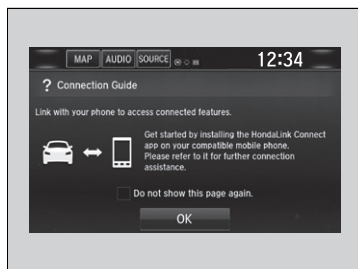 MAP AUDIO SOURCE 12:34
? Connection Guide
Link with your phone to access connected features.
Get started by installing the HondaLink Connect
app on your compatible mobile phone.
Please refer to it for further connection
assistance.
Do not show this page again.
OK